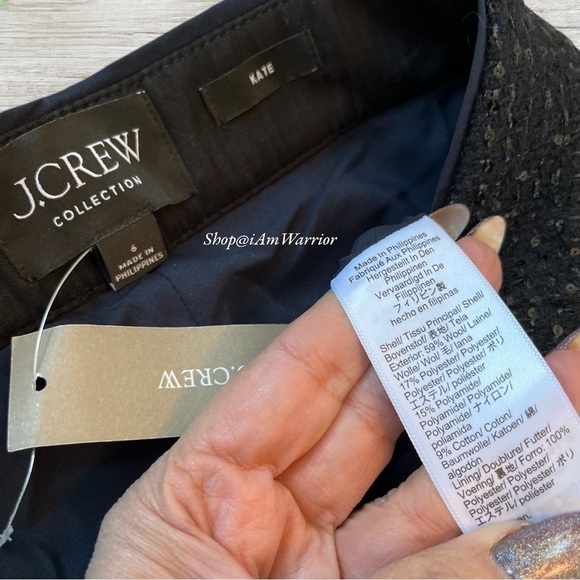 KATE
J.CREW
COLLECTION
6
MADE IN
PHILIPPINES
Shop@iAmWarrior
J.CREW
Made In Philippines
Fabriqué Aux Philippines
Hergestellt In Den
Philippinen
Vervaardigd In De
Filippijnen
フィリピン製
hecho en filipinas
Shell/ Tissu Principal/ Shell/
Bovenstof/ 表地/ Tela
Exterior: 59% Wool/ Laine/
Wolle/ Wol/ 毛/ lana
17% Polyester/ Polyester/
Polyester/ Polyester/ ポリ
エステル/ poliéster
15% Polyamide/
Polyamide/ Polyamid/
Polyamide/ ナイロン/
poliamida
9% Cotton/ Coton/
Baumwolle/ Katoen/ 綿/
algodón
Lining/ Doublure/ Futter/
Voering/ 裏地/ Forro: 100%
Polyester/ Polyester/
Polyester/ Polyester/ ポリ
エステル/ poliéster